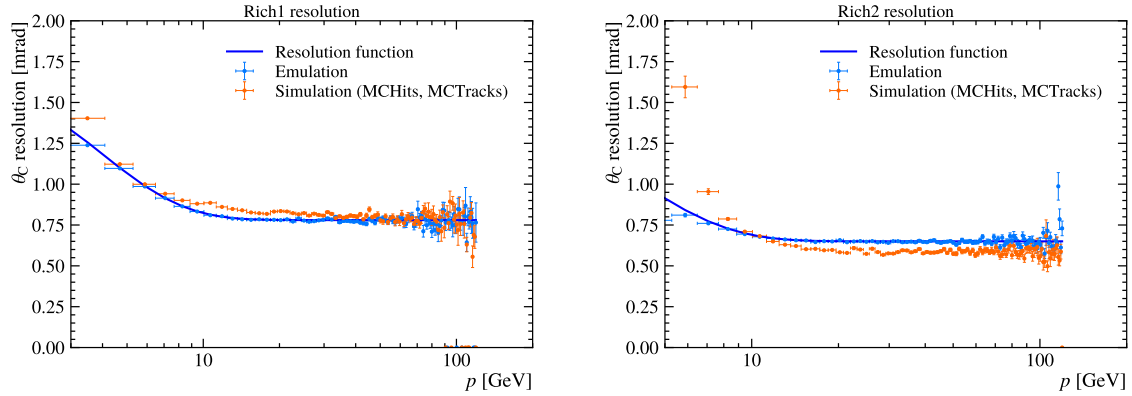 Rich1 resolution
θC resolution [mrad]
2.00
1.75
1.50
1.25
1.00
0.75
0.50
0.25
0.00
Resolution function
Emulation
Simulation (MCHits, MCTracks)
10
100
p [GeV]
Rich2 resolution
θC resolution [mrad]
2.00
1.75
1.50
1.25
1.00
0.75
0.50
0.25
0.00
Resolution function
Emulation
Simulation (MCHits, MCTracks)
10
100
p [GeV]